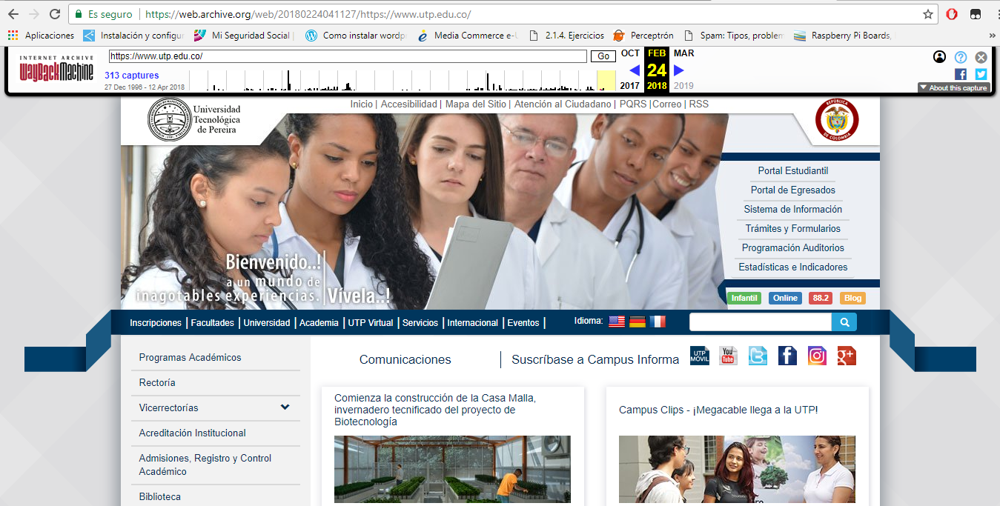 Es seguro | https://web.archive.org/web/20180224041127/https://www.utp.edu.co/
Aplicaciones Instalación y configur Mi Seguridad Social Como instalar wordp Media Commerce e-L 2.1.4. Ejercicios Perceptrón Spam: Tipos, problem Raspberry Pi Boards, »
INTERNET ARCHIVE
WayBackMachine
https://www.utp.edu.co/ Go
OCT FEB MAR
313 captures
24
27 Dec 1996 - 12 Apr 2018
2017 2018 2019
About this capture
Universidad
Tecnológica
de Pereira
Inicio | Accesibilidad | Mapa del Sitio | Atención al Ciudadano | PQRS |Correo | RSS
REPÚBLICA
DE COLOMBIA
Portal Estudiantil
Portal de Egresados
Sistema de Información
Trámites y Formularios
Programación Auditorios
Estadísticas e Indicadores
Bienvenido..!
a un mundo de
inagotables experiencias. Vívela..!
Infantil Online 88.2 Blog
Inscripciones | Facultades | Universidad | Academia | UTP Virtual | Servicios | Internacional | Eventos |
Idioma:
Programas Académicos
Rectoría
Vicerrectorías
Acreditación Institucional
Admisiones, Registro y Control
Académico
Biblioteca
Comunicaciones | Suscríbase a Campus Informa
UTP
MÓVIL
You
Tube
g+
Comienza la construcción de la Casa Malla,
invernadero tecnificado del proyecto de
Biotecnología
Campus Clips - ¡Megacable llega a la UTP!